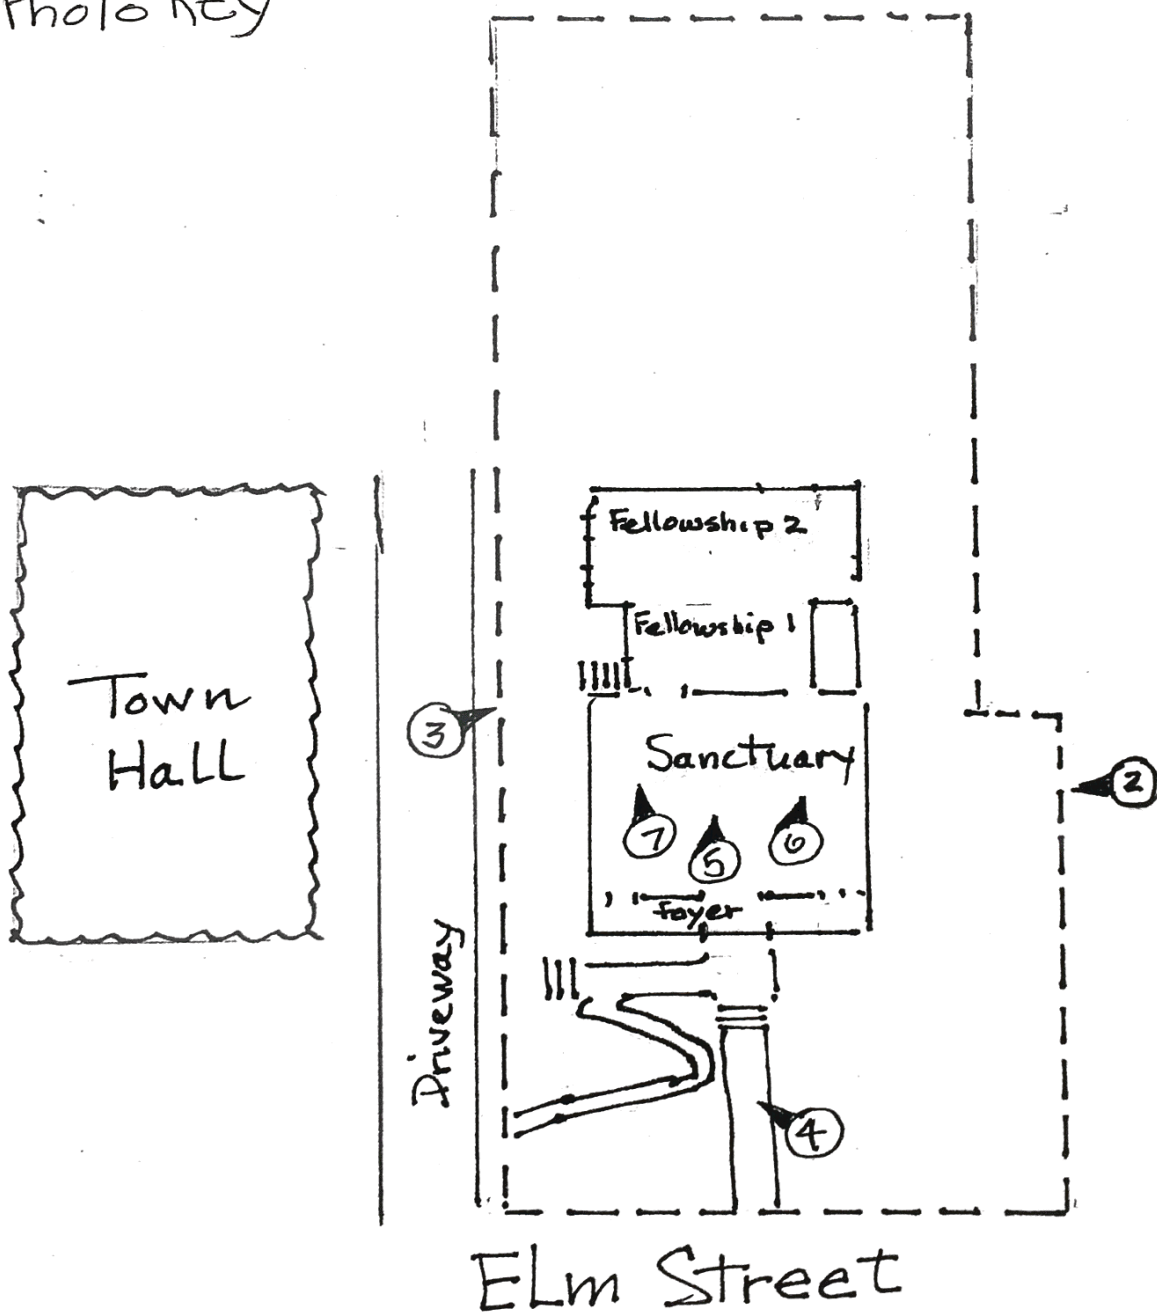 Photo Key
Fellowship 2
Fellowship 1
Town
Hall
3
Sanctuary
2
7
5
6
Foyer
Driveway
4
Elm Street